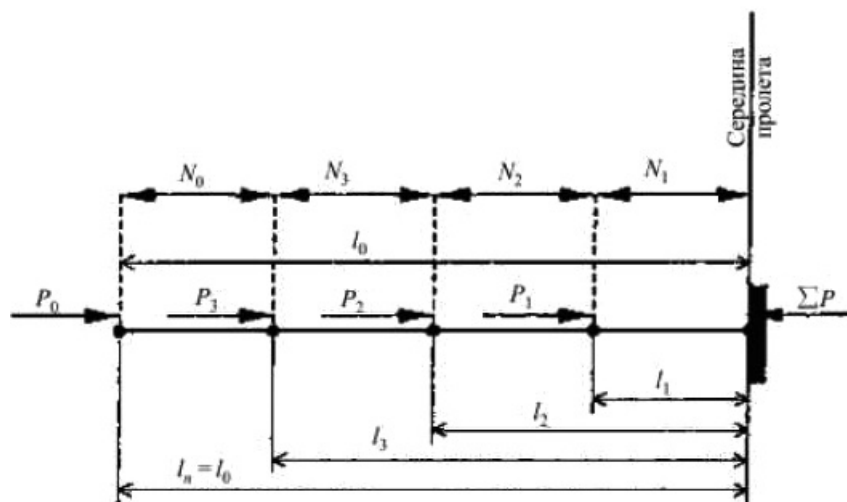 Середина
пролета
N₀ N₃ N₂ N₁
l₀
P₀ P₃ P₂ P₁ ∑P
l₁
l₂
l₃
lₙ = l₀